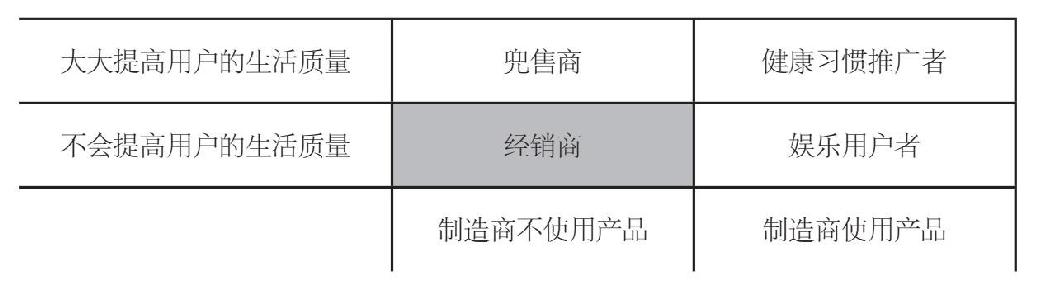 大大提高用户的生活质量 兜售商 健康习惯推广者
不会提高用户的生活质量 经销商 娱乐用户者
制造商不使用产品 制造商使用产品